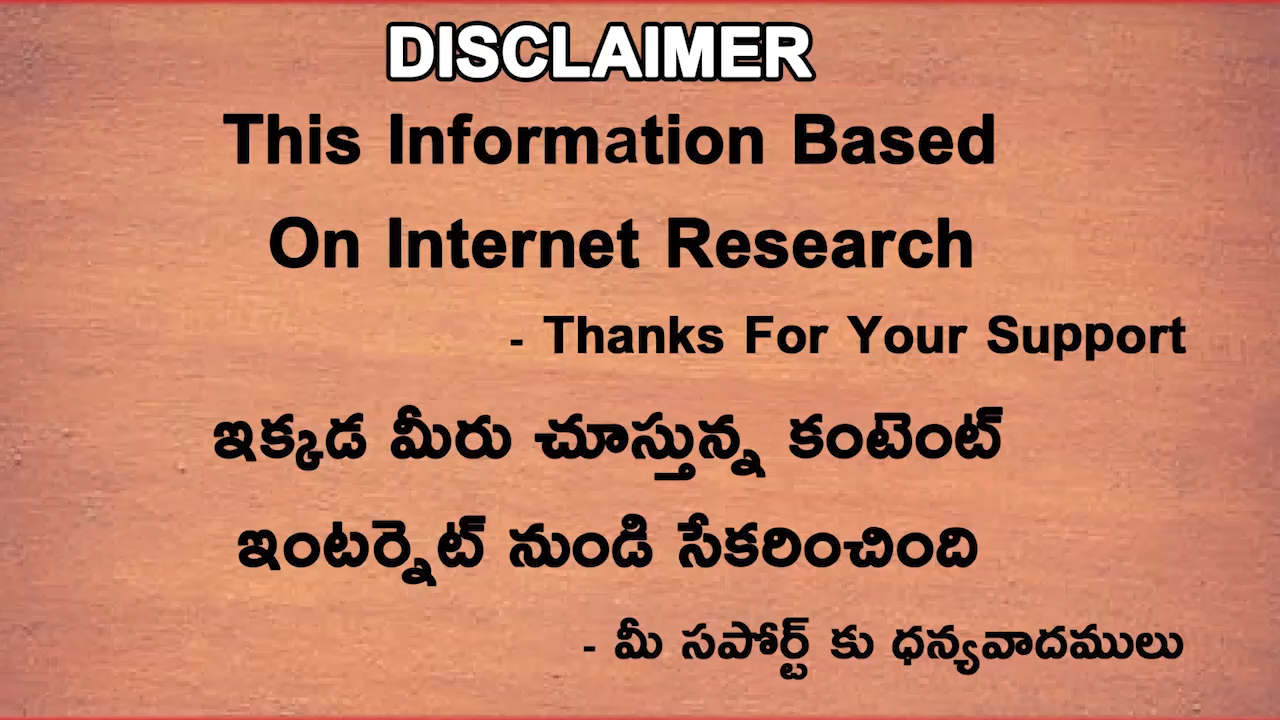 DISCLAIMER
This Information Based
On Internet Research
- Thanks For Your Support
ఇక్కడ మీరు చూస్తున్న కంటెంట్
ఇంటర్నెట్ నుండి సేకరించింది
- మీ సపోర్ట్ కు ధన్యవాదములు